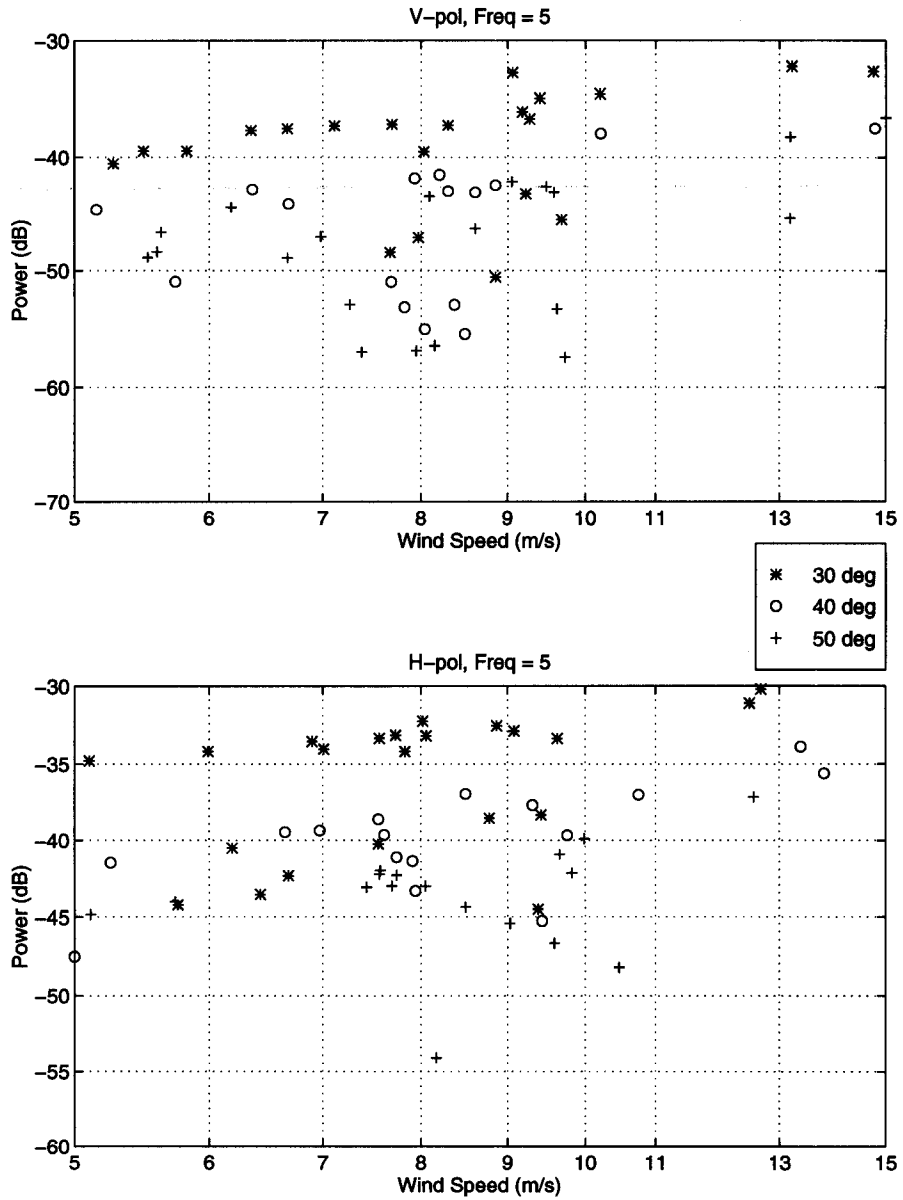 V-pol, Freq = 5
Power (dB)
-30
-40
-50
-60
-70
5 6 7 8 9 10 11 13 15
Wind Speed (m/s)
30 deg
40 deg
50 deg
H-pol, Freq = 5
Power (dB)
-30
-35
-40
-45
-50
-55
-60
5 6 7 8 9 10 11 13 15
Wind Speed (m/s)